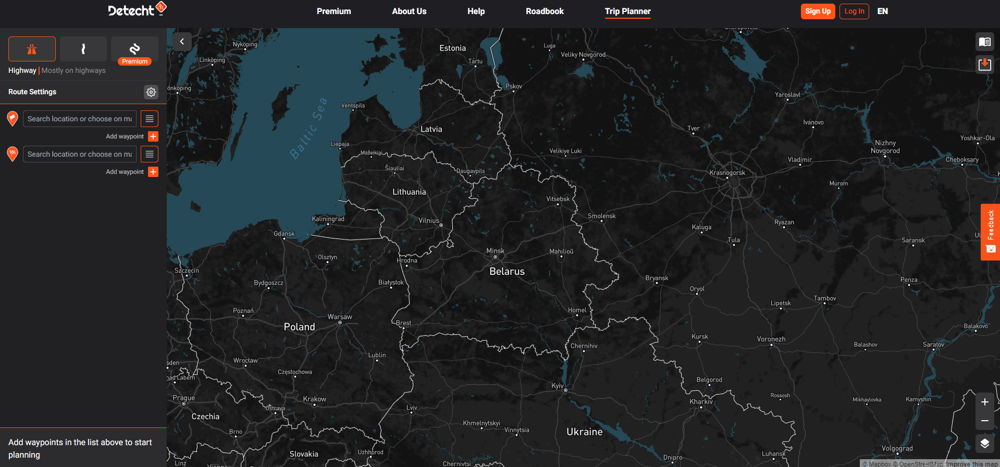 Detecht
Premium
About Us
Help
Roadbook
Trip Planner
Sign Up
Log In
EN
Premium
Highway | Mostly on highways
Route Settings
Search location or choose on ma
Add waypoint
Search location or choose on ma
Add waypoint
Add waypoints in the list above to start
planning
Nyköping
Linköping
önköping
Baltic Sea
Estonia
Tartu
Luga
Veliky Novgorod
Cherepovets
Pskov
Yaroslavl
Ventspils
Latvia
Tver
Ivanovo
Yoshkar-Ola
Liepaja
Mažeikiai
Velikiye Luki
Nizhny
Novgorod
Vladimir
Cheboksary
Šiauliai
Daugavpils
Krasnogorsk
Murom
Lithuania
Vitsebsk
Smolensk
Kaliningrad
Vilnius
Ryazan
Kaluga
Feedback
Gdansk
Tula
Saransk
Ul
Olsztyn
Hrodna
Minsk
Mahilioŭ
Belarus
Szczecin
Bydgoszcz
Białystok
Bryansk
Oryol
Penza
Lipetsk
Tambov
Poznań
Warsaw
Homel
Poland
Brest
Balakovo
Kursk
Voronezh
Balashov
Saratov
Chernihiv
Lublin
Wrocław
sden
Częstochowa
nad Labem
Belgorod
Kyiv
Prague
Krakow
Ostrava
Lviv
Kharkiv
Rossosh
Mikhaylovka
Kamyshin
Czechia
Khmelnytskyi
Vinnytsia
Ukraine
Brno
Slovakia
Uzhhorod
Luhansk
Volgograd
Dnipro
Linz
Vienna
Chernivtsi
© Mapbox © OpenStreetMap Improve this map